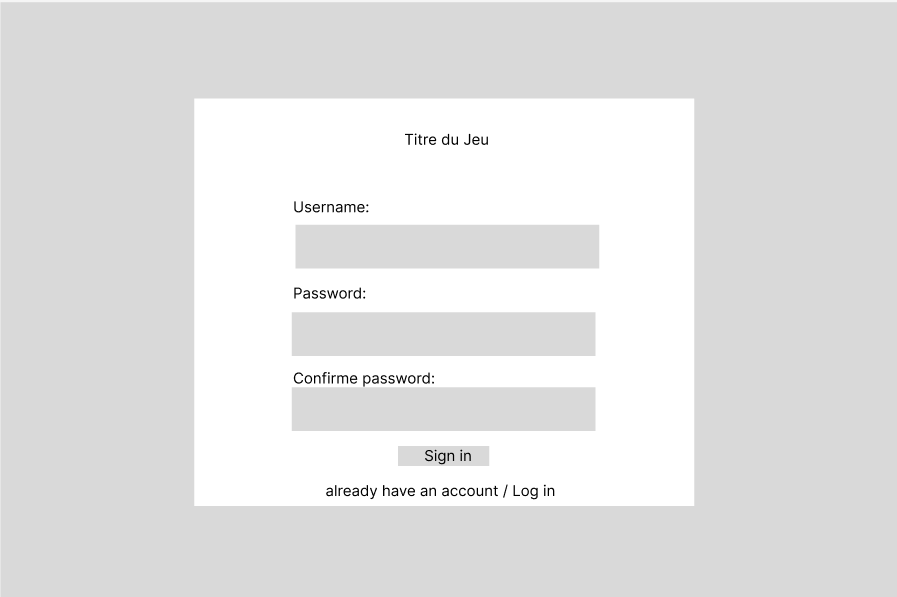 Titre du Jeu
Username:
Password:
Confirme password:
Sign in
already have an account / Log in